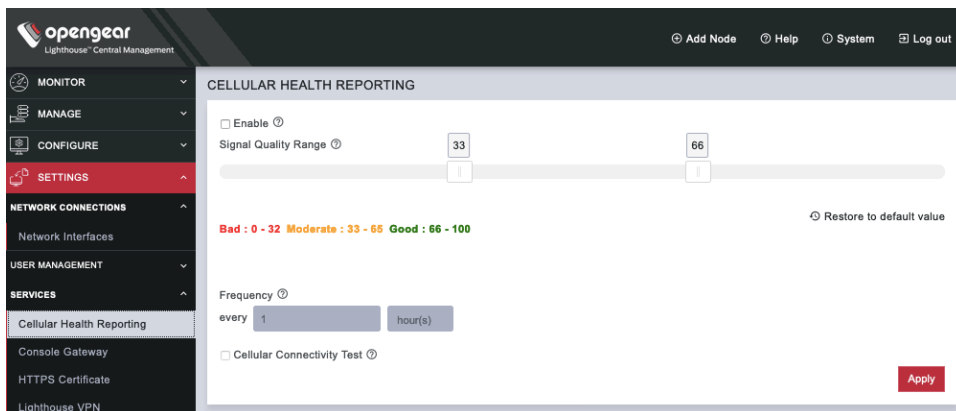 opengear
Lighthouse™ Central Management
Add Node Help System Log out
MONITOR
MANAGE
CONFIGURE
SETTINGS
NETWORK CONNECTIONS
Network Interfaces
USER MANAGEMENT
SERVICES
Cellular Health Reporting
Console Gateway
HTTPS Certificate
Lighthouse VPN
CELLULAR HEALTH REPORTING
Enable
Signal Quality Range
33 66
Restore to default value
Bad : 0 - 32 Moderate : 33 - 65 Good : 66 - 100
Frequency
every 1 hour(s)
Cellular Connectivity Test
Apply